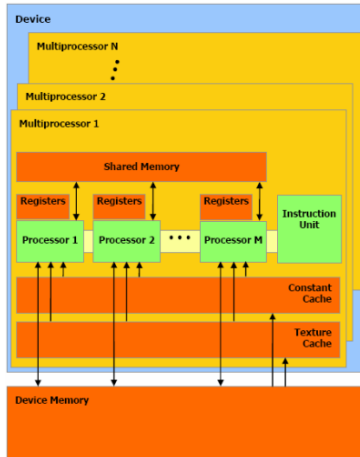 Device
Multiprocessor N
Multiprocessor 2
Multiprocessor 1
Shared Memory
Registers Registers Registers
Processor 1 Processor 2 Processor M Instruction
Unit
Constant
Cache
Texture
Cache
Device Memory